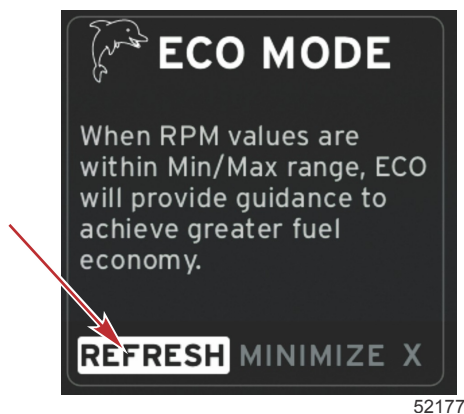 ECO MODE
When RPM values are
within Min/Max range, ECO
will provide guidance to
achieve greater fuel
economy.
REFRESH MINIMIZE X
52177